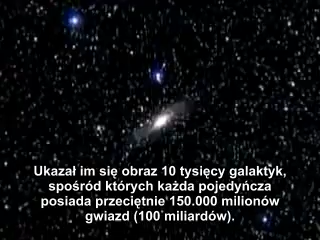 Ukazał im się obraz 10 tysięcy galaktyk,
spośród których każda pojedyńcza
posiada przeciętnie 150.000 milionów
gwiazd (100 miliardów).